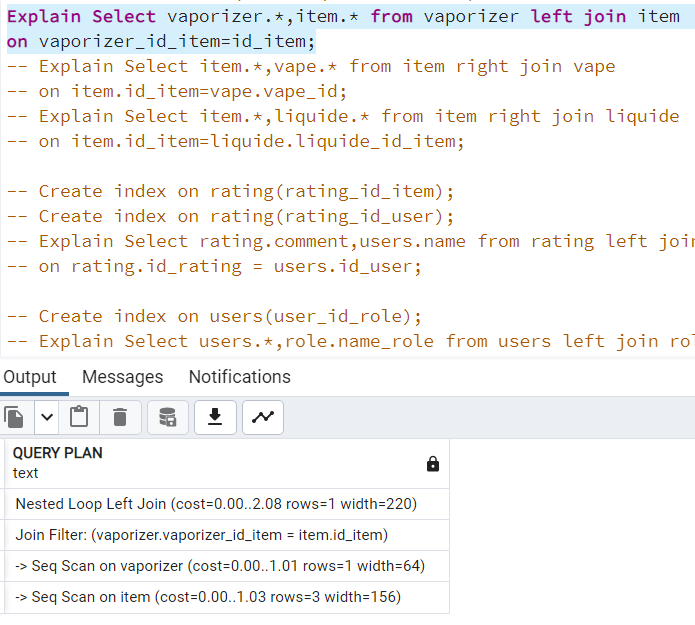 Explain Select vaporizer.*,item.* from vaporizer left join item
on vaporizer_id_item=id_item;
-- Explain Select item.*,vape.* from item right join vape
-- on item.id_item=vape.vape_id;
-- Explain Select item.*,liquide.* from item right join liquide
-- on item.id_item=liquide.liquide_id_item;
-- Create index on rating(rating_id_item);
-- Create index on rating(rating_id_user);
-- Explain Select rating.comment,users.name from rating left join
-- on rating.id_rating = users.id_user;
-- Create index on users(user_id_role);
-- Explain Select users.*,role.name_role from users left join rol
Output Messages Notifications
QUERY PLAN
text
Nested Loop Left Join (cost=0.00..2.08 rows=1 width=220)
Join Filter: (vaporizer.vaporizer_id_item = item.id_item)
-> Seq Scan on vaporizer (cost=0.00..1.01 rows=1 width=64)
-> Seq Scan on item (cost=0.00..1.03 rows=3 width=156)